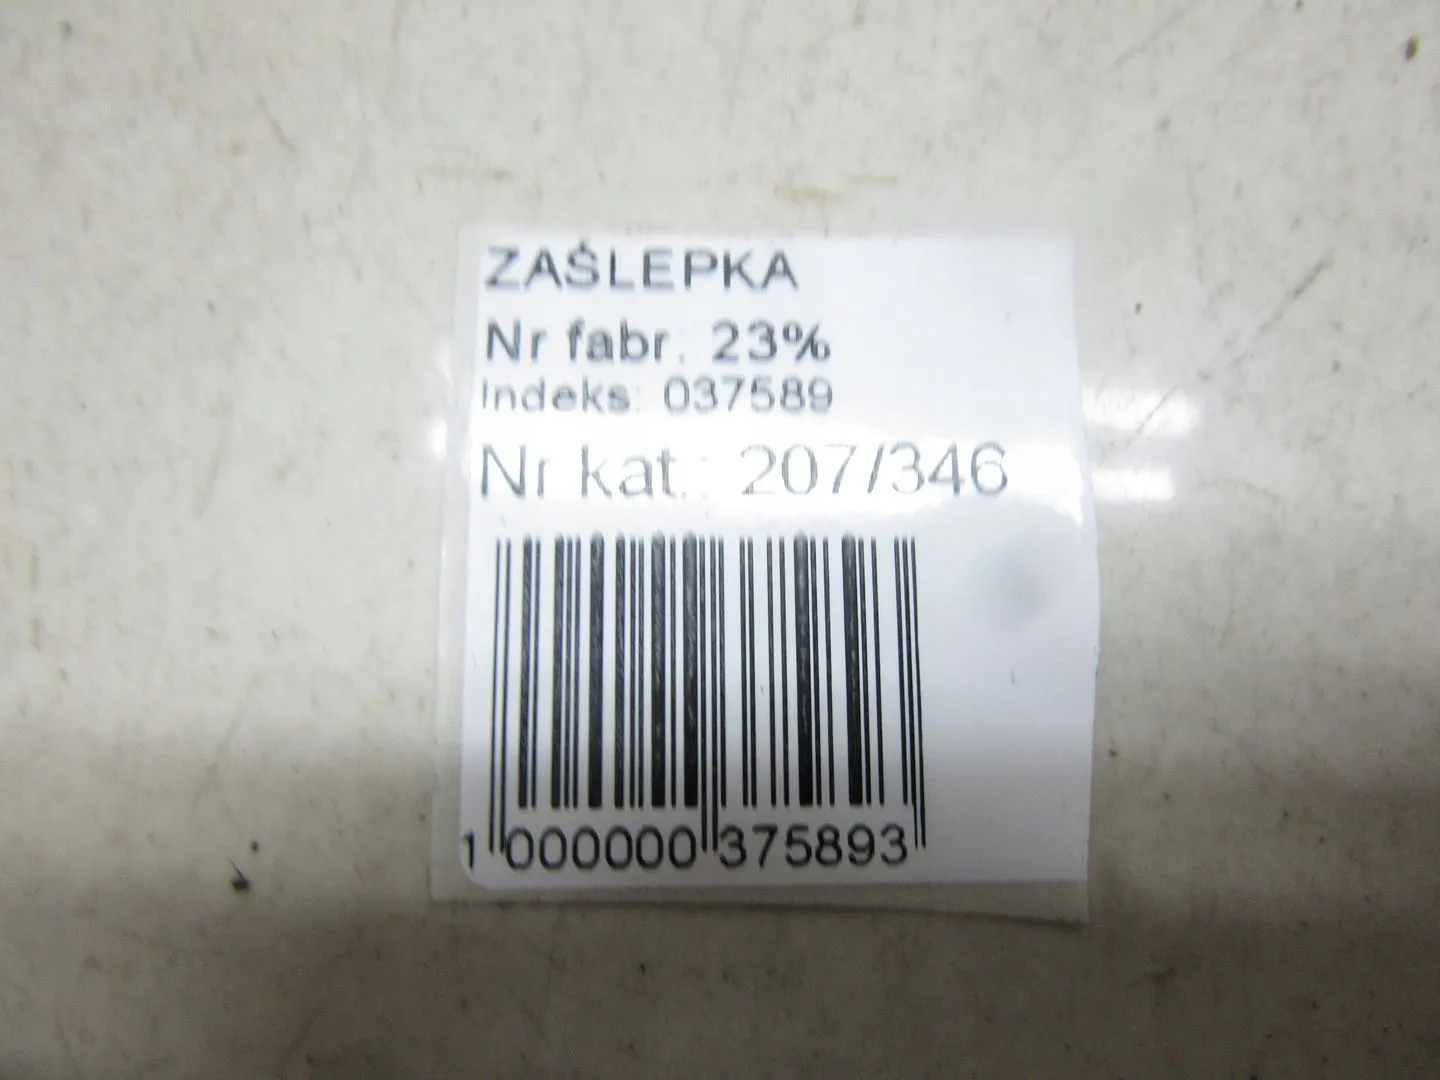 ZAŚLEPKA
Nr fabr.: 23%
Indeks: 037589
Nr kat.: 207/346
1 000000 375893